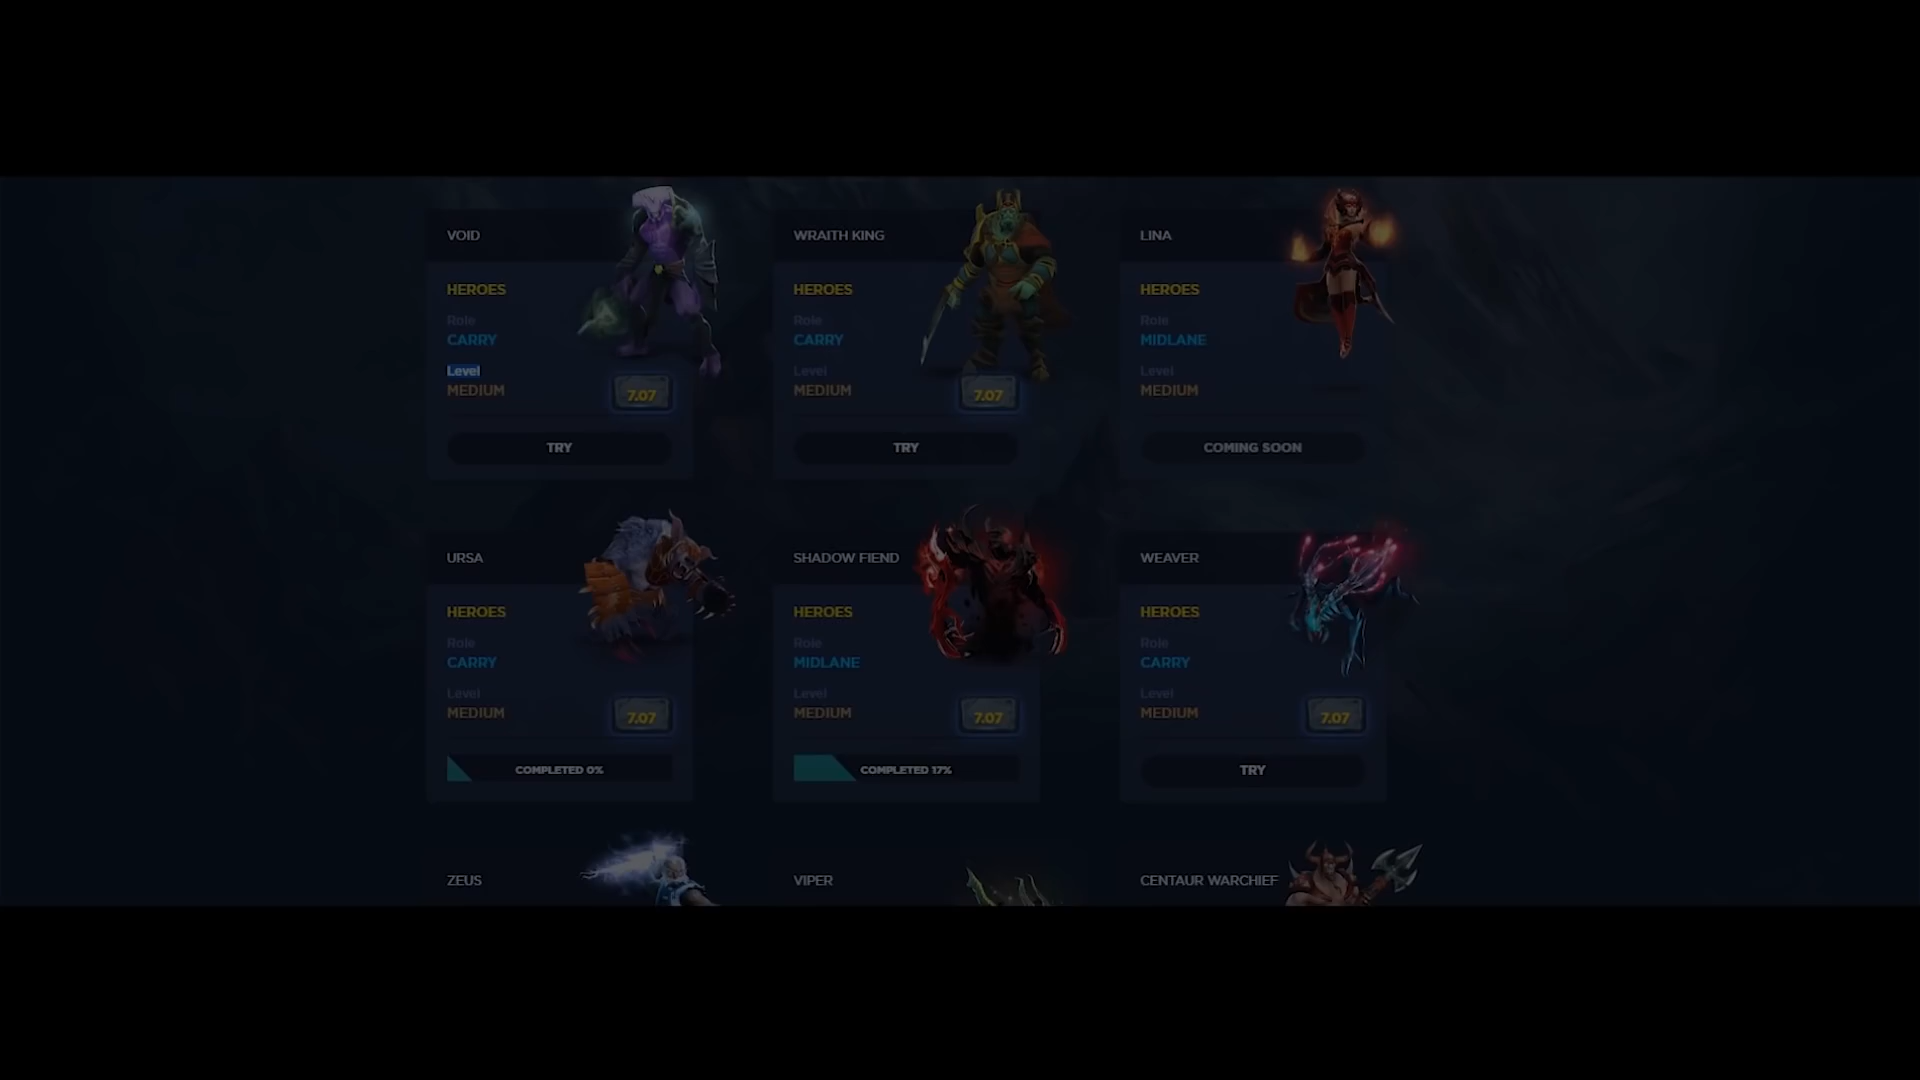 VOID
HEROES
Role
CARRY
Level
MEDIUM
7.07
TRY
WRAITH KING
HEROES
Role
CARRY
Level
MEDIUM
7.07
TRY
LINA
HEROES
Role
MIDLANE
Level
MEDIUM
COMING SOON
URSA
HEROES
Role
CARRY
Level
MEDIUM
7.07
COMPLETED 0%
SHADOW FIEND
HEROES
Role
MIDLANE
Level
MEDIUM
7.07
COMPLETED 17%
WEAVER
HEROES
Role
CARRY
Level
MEDIUM
7.07
TRY
ZEUS
VIPER
CENTAUR WARCHIEF